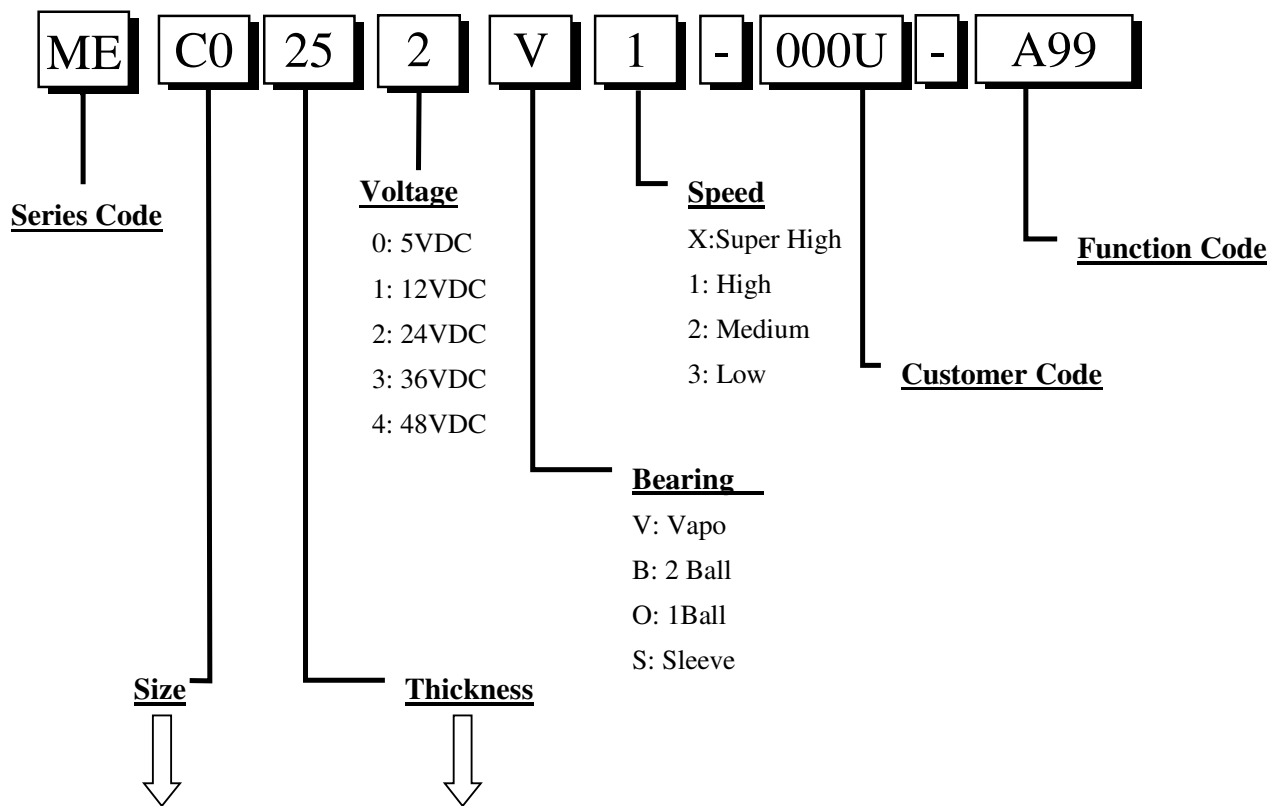 ME C0 25 2 V 1 - 000U - A99
Series Code
Voltage
0: 5VDC
1: 12VDC
2: 24VDC
3: 36VDC
4: 48VDC
Speed
X:Super High
1: High
2: Medium
3: Low
Function Code
Customer Code
Bearing
V: Vapo
B: 2 Ball
O: 1Ball
S: Sleeve
Size
Thickness